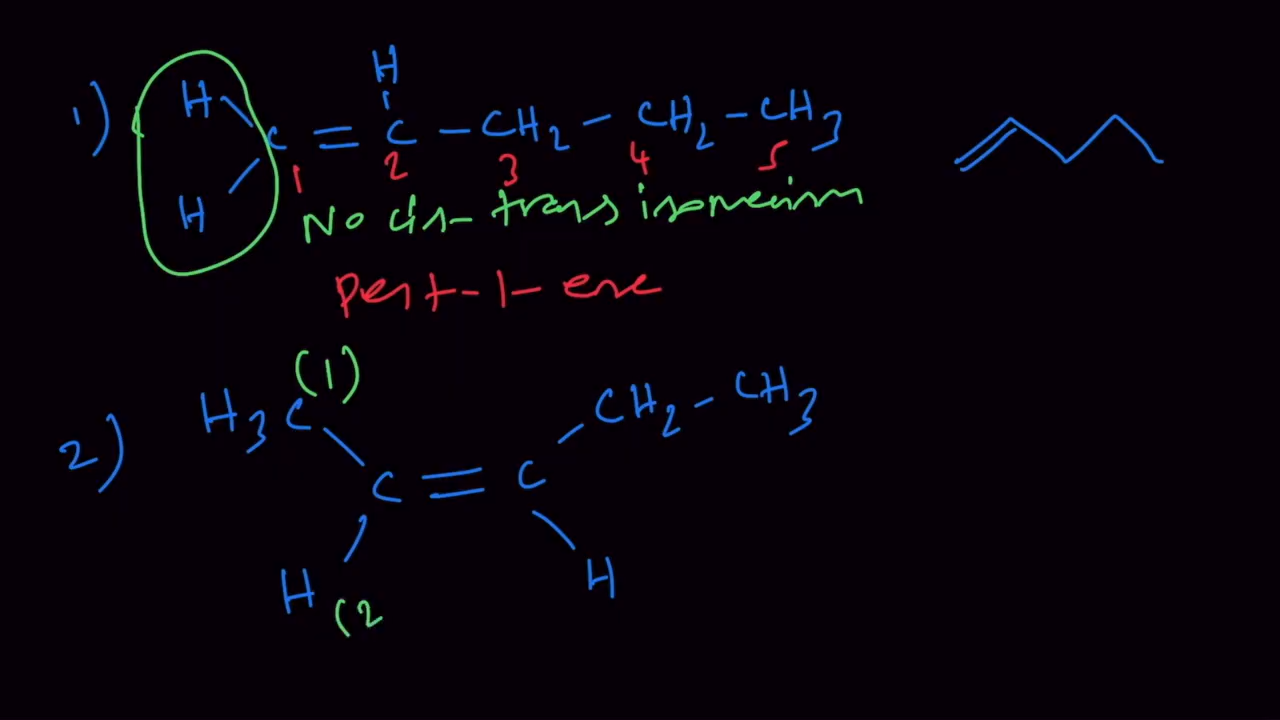 1) H H C = C H - CH2 - CH2 - CH3
1 2 3 4 5
No cis- trans isomerism
Pent-1-ene
(1)
2) H3C C = C CH2 - CH3
H H
(2